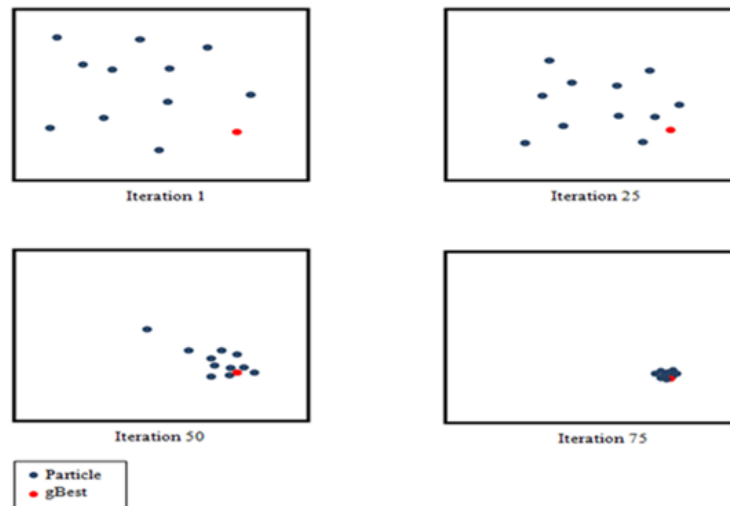 Iteration 1
Iteration 25
Iteration 50
Iteration 75
Particle
gBest